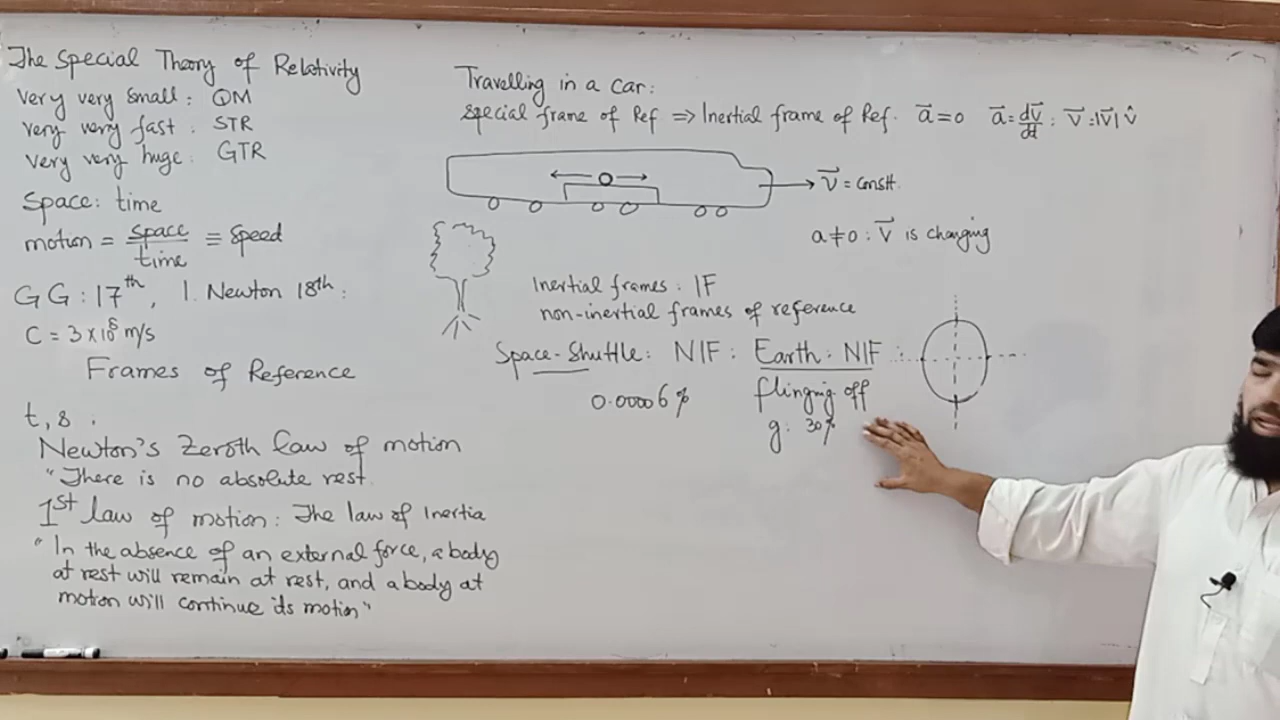 The Special Theory of Relativity
Very very small: QM
very very fast: STR
very very huge: GTR
Space: time
motion = space/time ≡ speed
GG: 17th, I. Newton 18th:
C = 3×10^8 m/s
Frames of Reference
t, s.
Newton's Zeroth Law of motion
"There is no absolute rest
1st law of motion: The law of Inertia
"In the absence of an external force, a body
at rest will remain at rest, and a body at
motion will continue its motion"
Travelling in a car:
special frame of Ref ⇒ Inertial frame of Ref. a⃗=0 a⃗=dv⃗/dt: v⃗=|v⃗| v̂
v⃗ = const.
a≠0: v⃗ is changing
Inertial frames: IF
non-inertial frames of reference
Space-Shuttle: NIF: Earth: NIF:
0.00006% flinging off
g: 30%